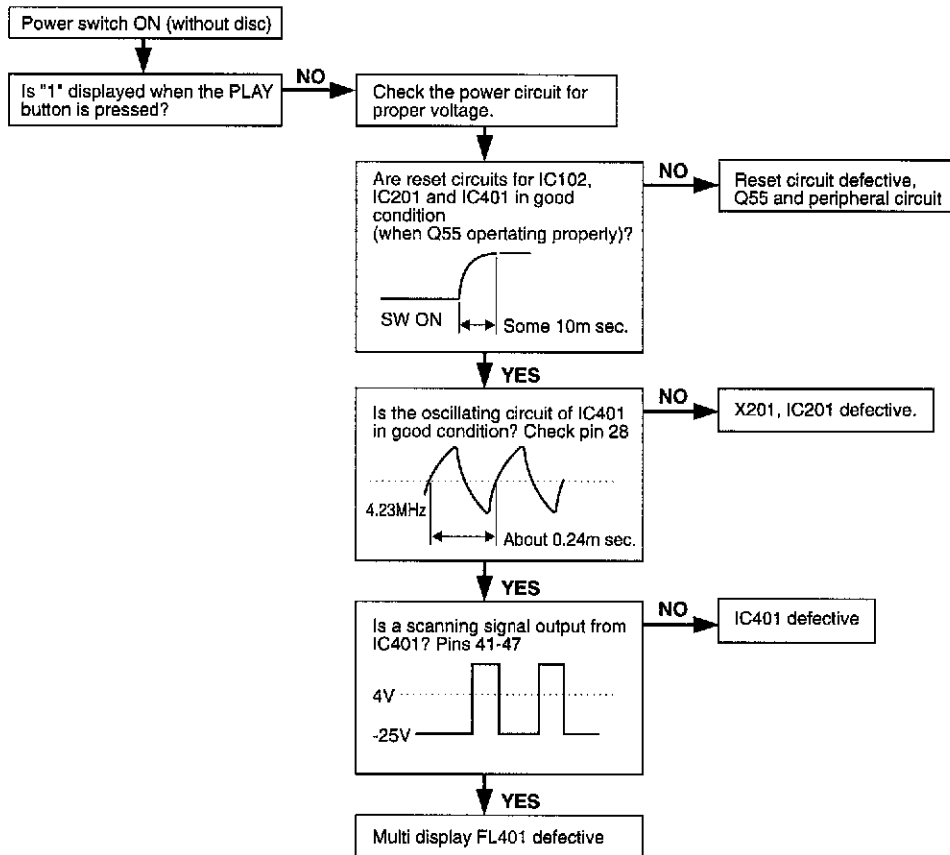 Power switch ON (without disc)
Is "1" displayed when the PLAY
button is pressed?
NO
Check the power circuit for
proper voltage.
Are reset circuits for IC102,
IC201 and IC401 in good
condition
(when Q55 opertating properly)?
SW ON
Some 10m sec.
NO
Reset circuit defective,
Q55 and peripheral circuit
YES
Is the oscillating circuit of IC401
in good condition? Check pin 28
4.23MHz
About 0.24m sec.
NO
X201, IC201 defective.
YES
Is a scanning signal output from
IC401? Pins 41-47
4V
-25V
NO
IC401 defective
YES
Multi display FL401 defective